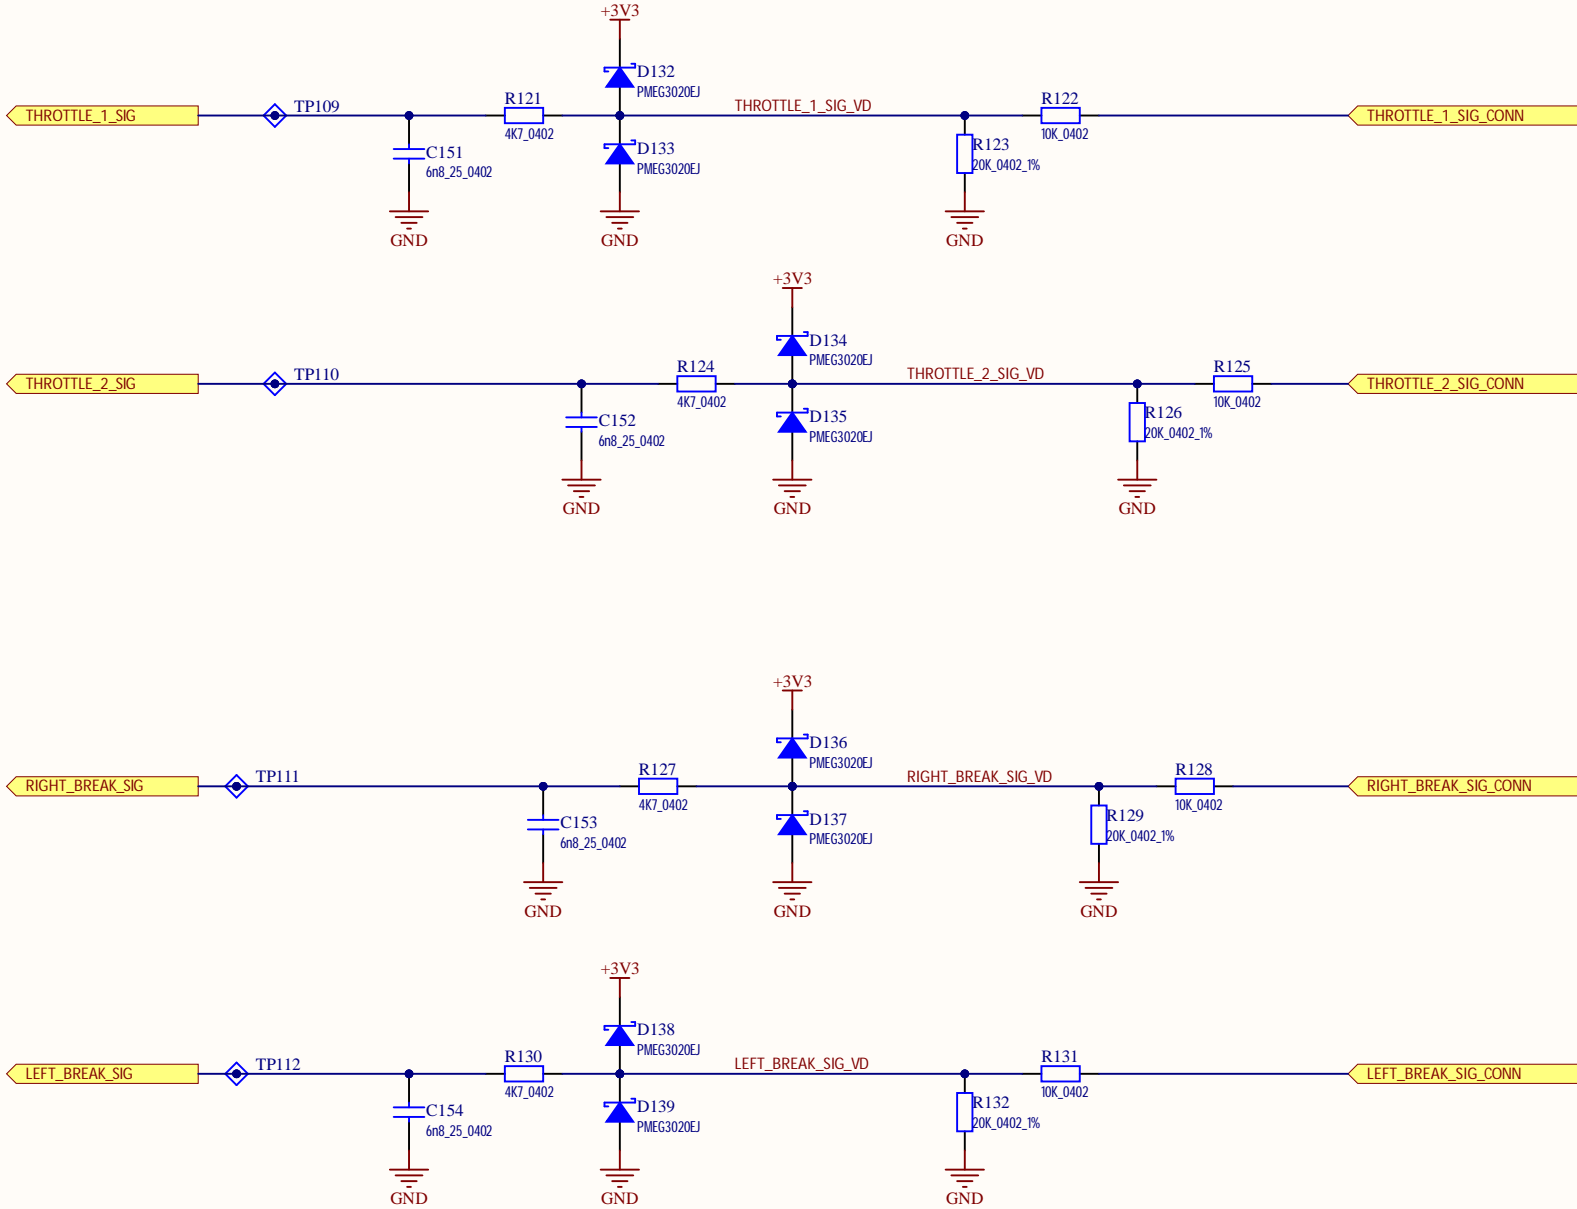 +3V3
D132
PMEG3020EJ
THROTTLE_1_SIG
TP109
R121
4K7_0402
THROTTLE_1_SIG_VD
R122
10K_0402
THROTTLE_1_SIG_CONN
C151
6n8_25_0402
D133
PMEG3020EJ
R123
20K_0402_1%
GND
GND
GND
+3V3
D134
PMEG3020EJ
THROTTLE_2_SIG
TP110
R124
4K7_0402
THROTTLE_2_SIG_VD
R125
10K_0402
THROTTLE_2_SIG_CONN
C152
6n8_25_0402
D135
PMEG3020EJ
R126
20K_0402_1%
GND
GND
GND
+3V3
D136
PMEG3020EJ
RIGHT_BREAK_SIG
TP111
R127
4K7_0402
RIGHT_BREAK_SIG_VD
R128
10K_0402
RIGHT_BREAK_SIG_CONN
C153
6n8_25_0402
D137
PMEG3020EJ
R129
20K_0402_1%
GND
GND
GND
+3V3
D138
PMEG3020EJ
LEFT_BREAK_SIG
TP112
R130
4K7_0402
LEFT_BREAK_SIG_VD
R131
10K_0402
LEFT_BREAK_SIG_CONN
C154
6n8_25_0402
D139
PMEG3020EJ
R132
20K_0402_1%
GND
GND
GND